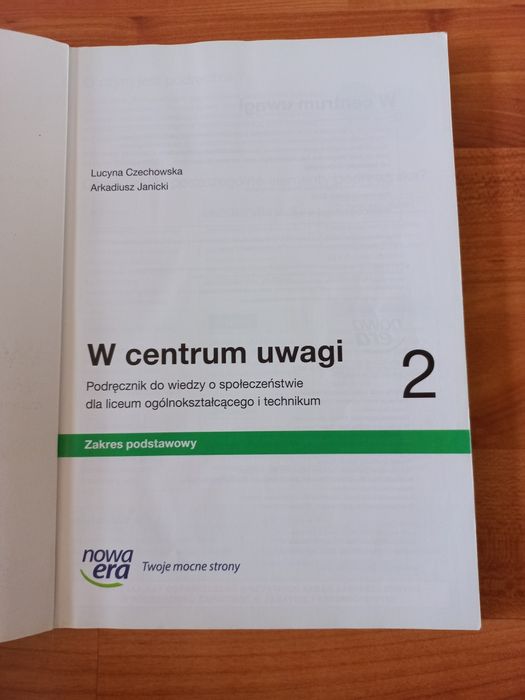 Lucyna Czechowska
Arkadiusz Janicki
W centrum uwagi
2
Podręcznik do wiedzy o społeczeństwie
dla liceum ogólnokształcącego i technikum
Zakres podstawowy
nowa
era
Twoje mocne strony